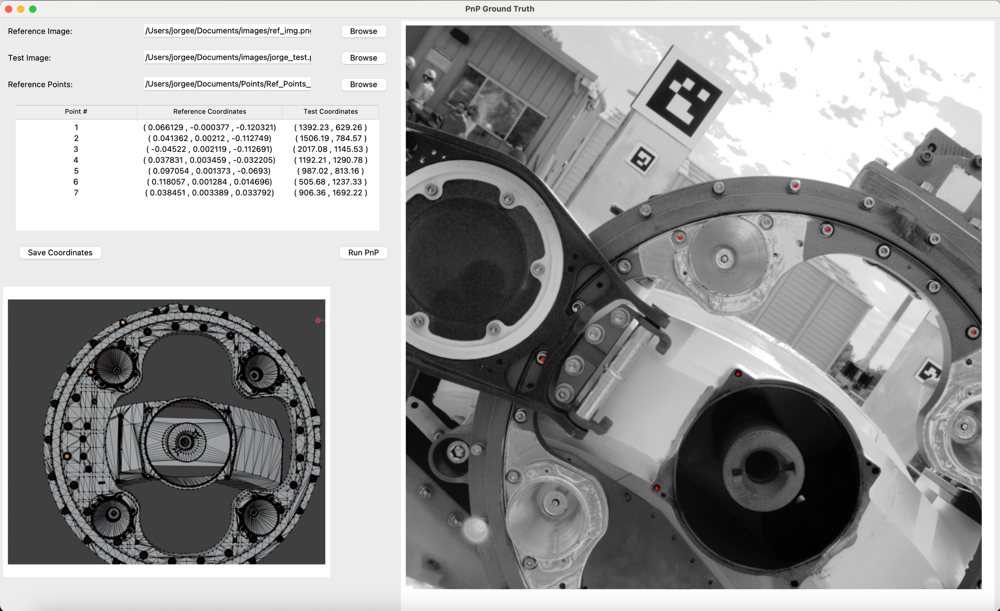 PnP Ground Truth
Reference Image: /Users/jorgee/Documents/images/ref_img.png Browse
Test Image: /Users/jorgee/Documents/images/jorge_test.p Browse
Reference Points: /Users/jorgee/Documents/Points/Ref_Points_ Browse
Point # Reference Coordinates Test Coordinates
1 ( 0.066129 , -0.000377 , -0.120321) ( 1392.23 , 629.26 )
2 ( 0.041362 , 0.00212 , -0.112749) ( 1506.19 , 784.57 )
3 ( -0.04522 , 0.002119 , -0.112691) ( 2017.08 , 1145.53 )
4 ( 0.037831 , 0.003459 , -0.032205) ( 1192.21 , 1290.78 )
5 ( 0.097054 , 0.001373 , -0.0693) ( 987.02 , 813.16 )
6 ( 0.118057 , 0.001284 , 0.014696) ( 505.68 , 1237.33 )
7 ( 0.038451 , 0.003389 , 0.033792) ( 906.36 , 1692.22 )
Save Coordinates Run PnP